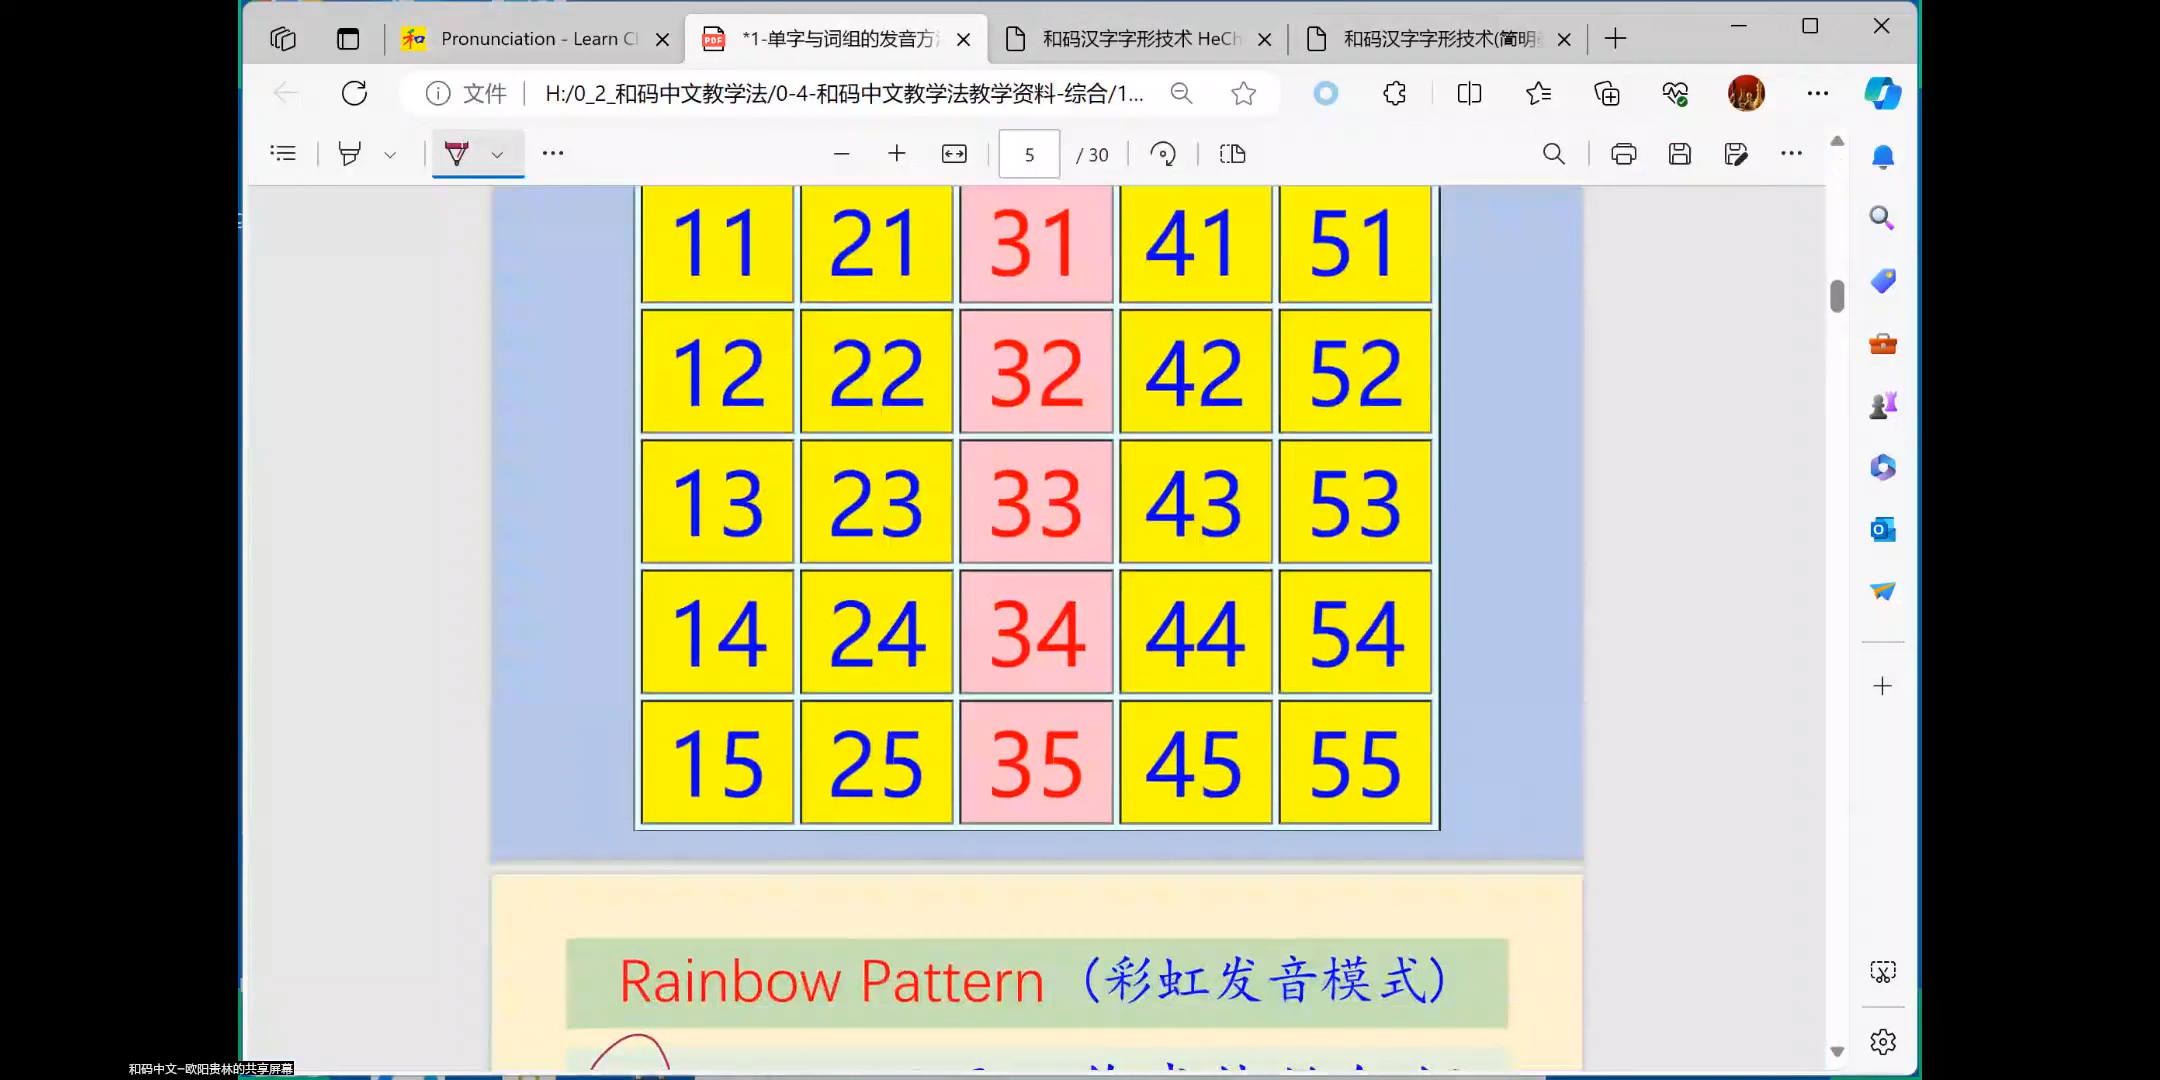 Pronunciation - Learn Cl
*1-单字与词组的发音方
和码汉字字形技术 HeCh
和码汉字字形技术(简明
文件
H:/0_2_和码中文教学法/0-4-和码中文教学法教学资料-综合/1...
5 / 30
11 21 31 41 51
12 22 32 42 52
13 23 33 43 53
14 24 34 44 54
15 25 35 45 55
Rainbow Pattern (彩虹发音模式)
和码中文—欧阳贵林的共享屏幕